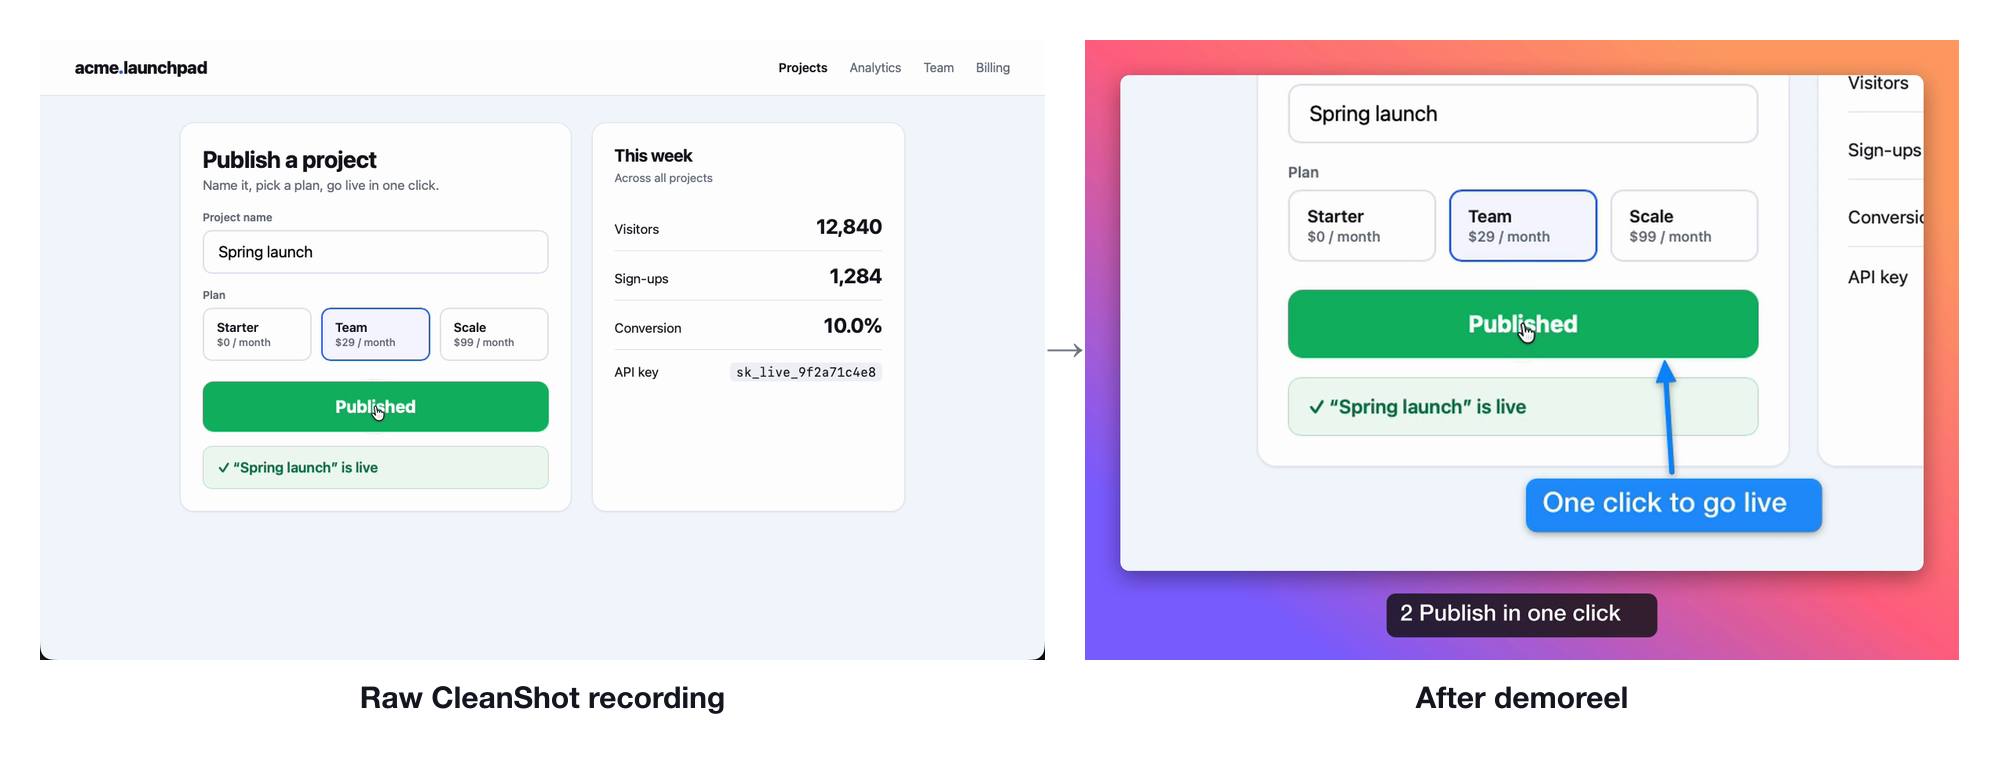 acme.launchpad
Projects Analytics Team Billing
Publish a project
Name it, pick a plan, go live in one click.
Project name
Spring launch
Plan
Starter
$0 / month
Team
$29 / month
Scale
$99 / month
Published
✓ “Spring launch” is live
This week
Across all projects
Visitors 12,840
Sign-ups 1,284
Conversion 10.0%
API key sk_live_9f2a71c4e8
→
Spring launch
Plan
Starter
$0 / month
Team
$29 / month
Scale
$99 / month
Published
✓ “Spring launch” is live
Visitors
Sign-ups
Conversic
API key
One click to go live
2 Publish in one click
Raw CleanShot recording
After demoreel